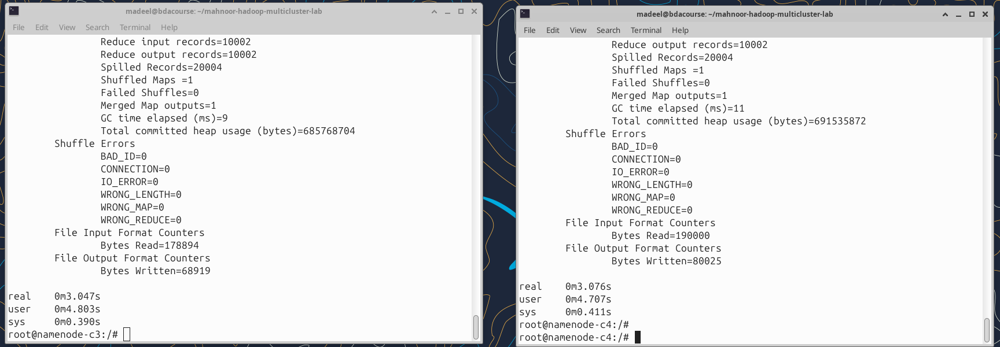 madeel@bdacourse: ~/mahnoor-hadoop-multicluster-lab
File Edit View Search Terminal Help
Reduce input records=10002
Reduce output records=10002
Spilled Records=20004
Shuffled Maps =1
Failed Shuffles=0
Merged Map outputs=1
GC time elapsed (ms)=9
Total committed heap usage (bytes)=685768704
Shuffle Errors
BAD_ID=0
CONNECTION=0
IO_ERROR=0
WRONG_LENGTH=0
WRONG_MAP=0
WRONG_REDUCE=0
File Input Format Counters
Bytes Read=178894
File Output Format Counters
Bytes Written=68919
real 0m3.047s
user 0m4.803s
sys 0m0.390s
root@namenode-c3:/#
madeel@bdacourse: ~/mahnoor-hadoop-multicluster-lab
File Edit View Search Terminal Help
Reduce output records=10002
Spilled Records=20004
Shuffled Maps =1
Failed Shuffles=0
Merged Map outputs=1
GC time elapsed (ms)=11
Total committed heap usage (bytes)=691535872
Shuffle Errors
BAD_ID=0
CONNECTION=0
IO_ERROR=0
WRONG_LENGTH=0
WRONG_MAP=0
WRONG_REDUCE=0
File Input Format Counters
Bytes Read=190000
File Output Format Counters
Bytes Written=80025
real 0m3.076s
user 0m4.707s
sys 0m0.411s
root@namenode-c4:/#
root@namenode-c4:/#